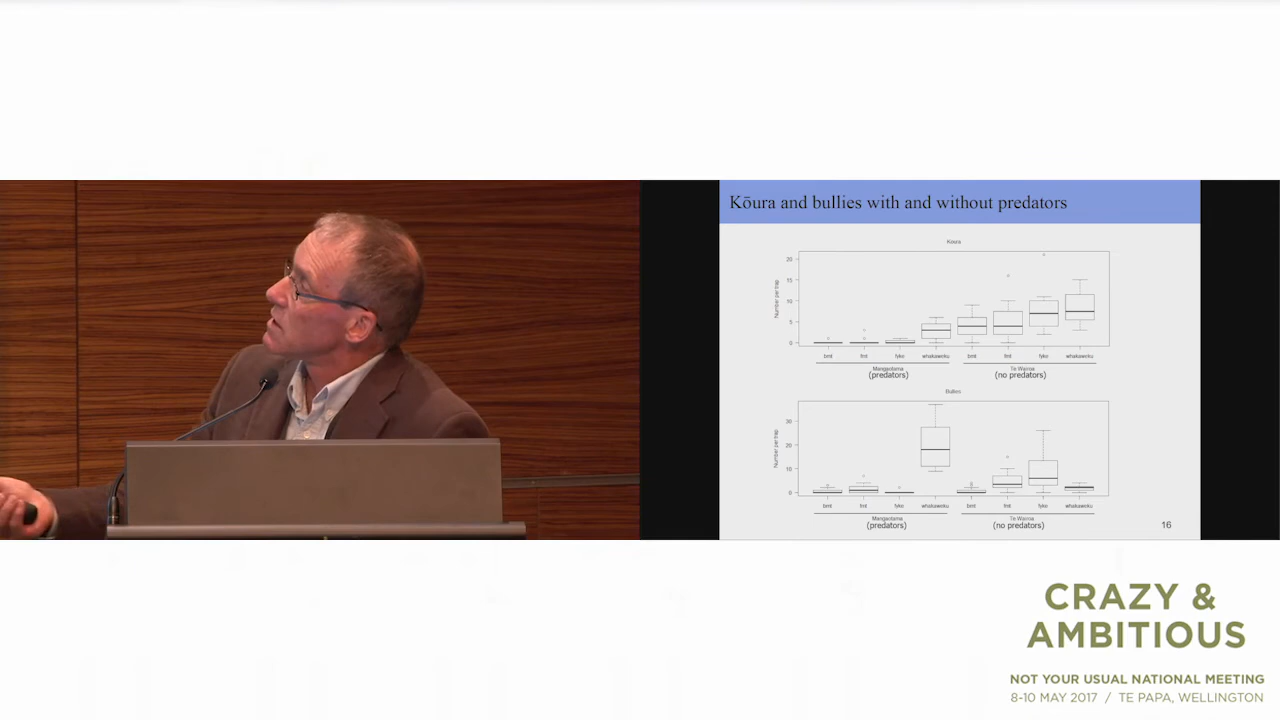 Kōura and bullies with and without predators
Koura
Number per trap
20
15
10
5
0
bmt fmt fyke whakaweku bmt fmt fyke whakaweku
Mangaotama Te Wairoa
(predators) (no predators)
Bullies
Number per trap
30
20
10
0
bmt fmt fyke whakaweku bmt fmt fyke whakaweku
Mangaotama Te Wairoa
(predators) (no predators)
16
CRAZY &
AMBITIOUS
NOT YOUR USUAL NATIONAL MEETING
8-10 MAY 2017 / TE PAPA, WELLINGTON